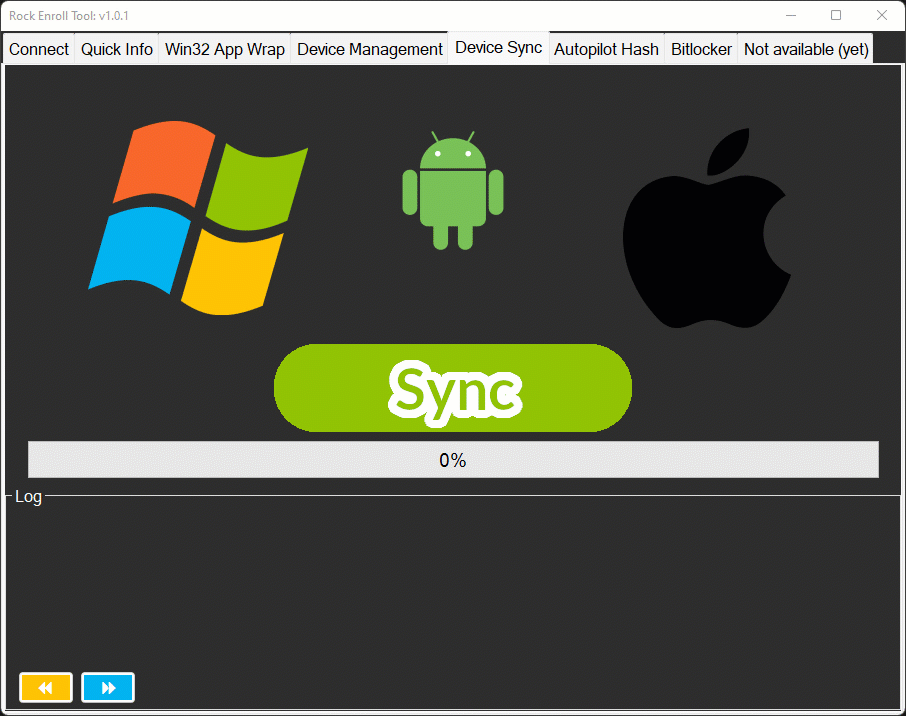 Rock Enroll Tool: v1.0.1
Connect Quick Info Win32 App Wrap Device Management Device Sync Autopilot Hash Bitlocker Not available (yet)
Sync
0%
Log